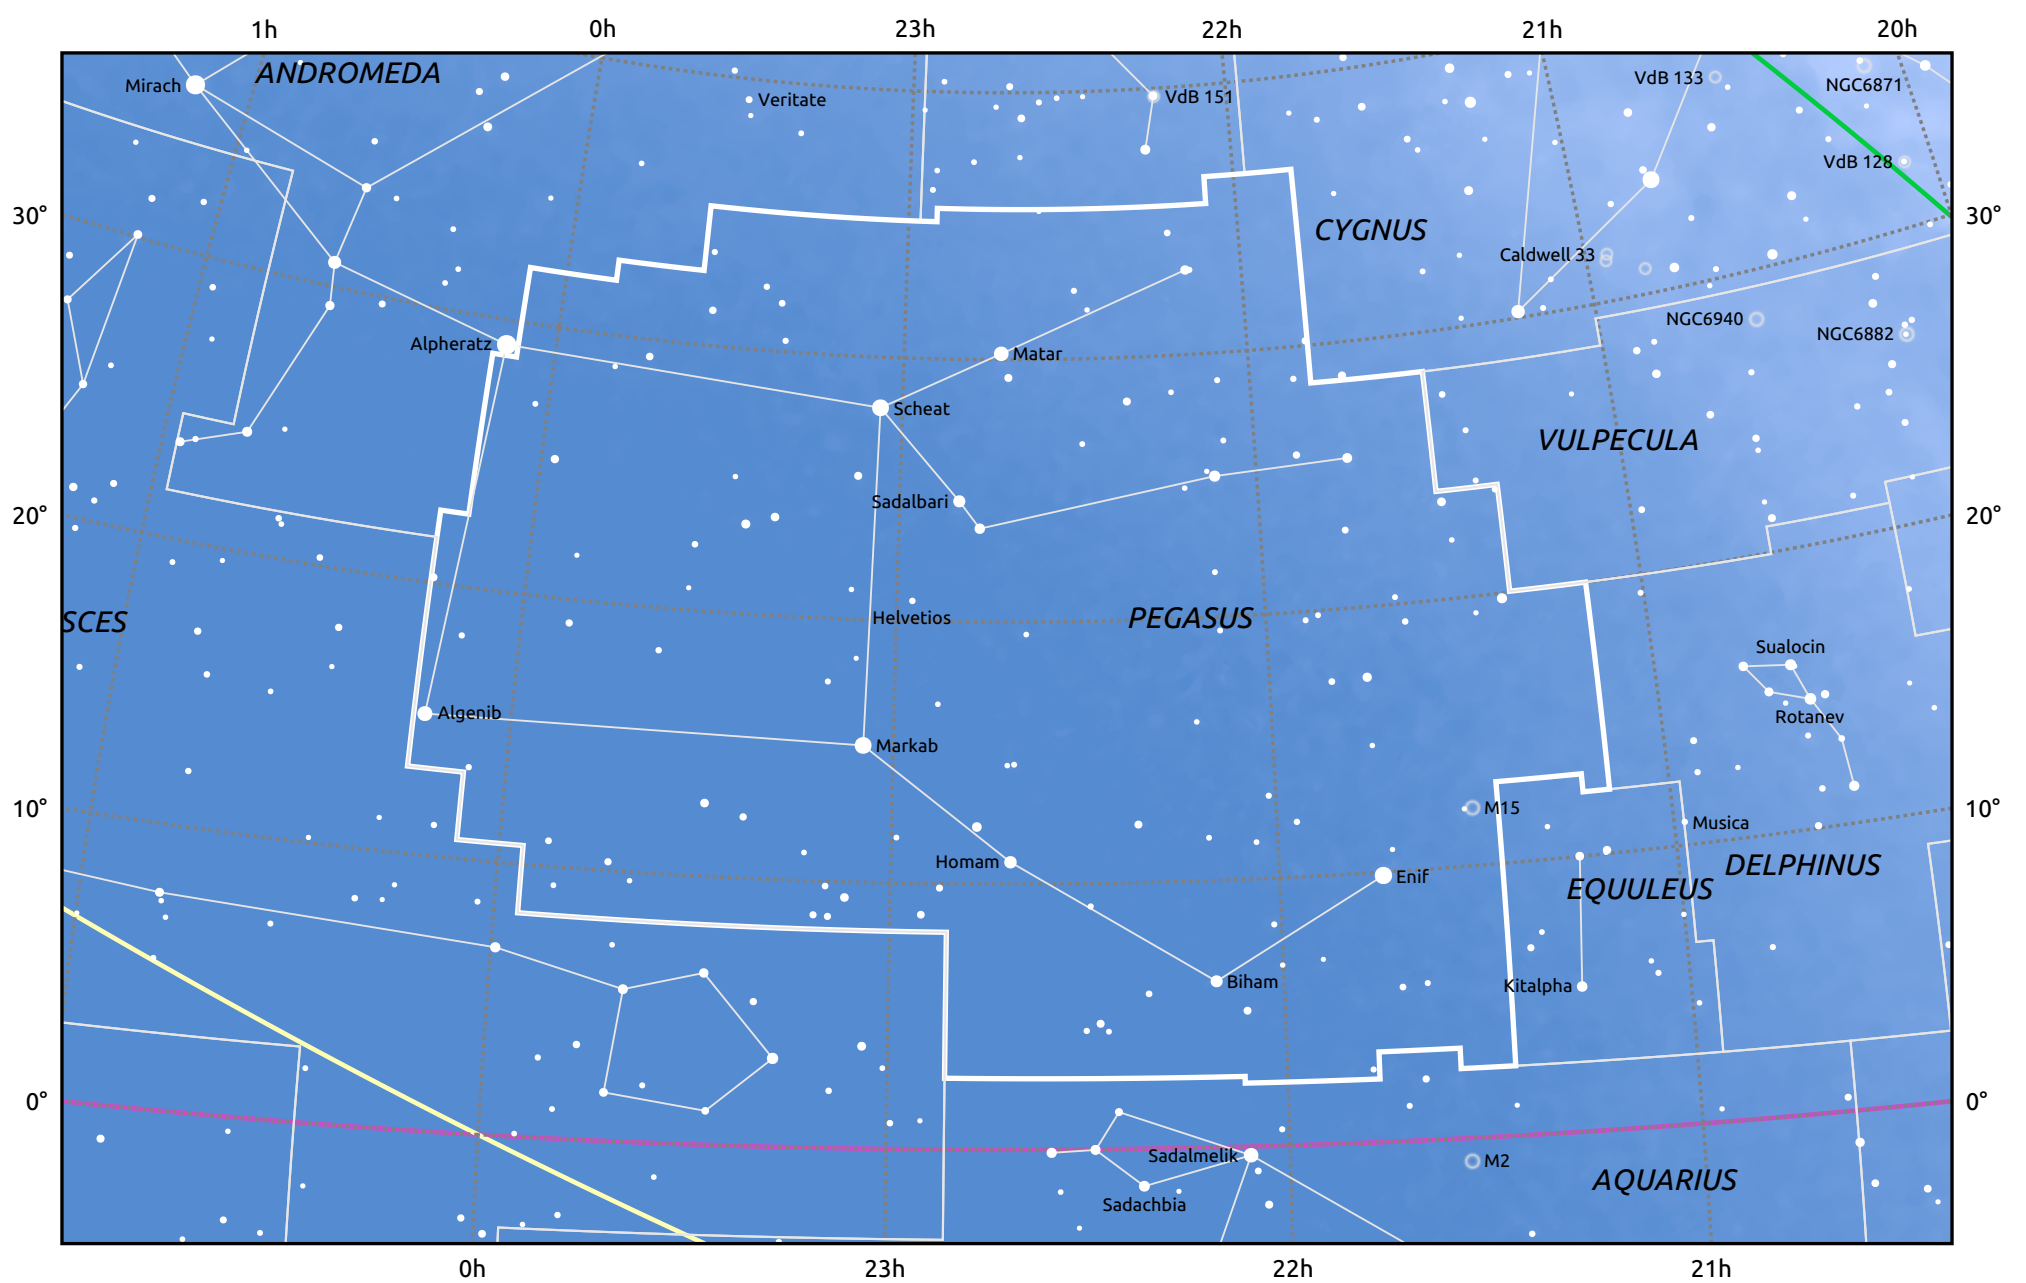 1h 0h 23h 22h 21h 20h
ANDROMEDA
Mirach
Veritate
VdB 151
VdB 133
NGC6871
VdB 128
30°
CYGNUS
30°
Caldwell 33
NGC6940
NGC6882
Alpheratz
Matar
Scheat
VULPECULA
Sadalbari
20°
20°
SCES
Helvetios
PEGASUS
Sualocin
Algenib
Rotanev
Markab
10°
M15
10°
Musica
Homam
DELPHINUS
Enif
EQUULEUS
Biham
Kitalpha
0°
0°
Sadalmelik
M2
AQUARIUS
Sadachbia
0h 23h 22h 21h